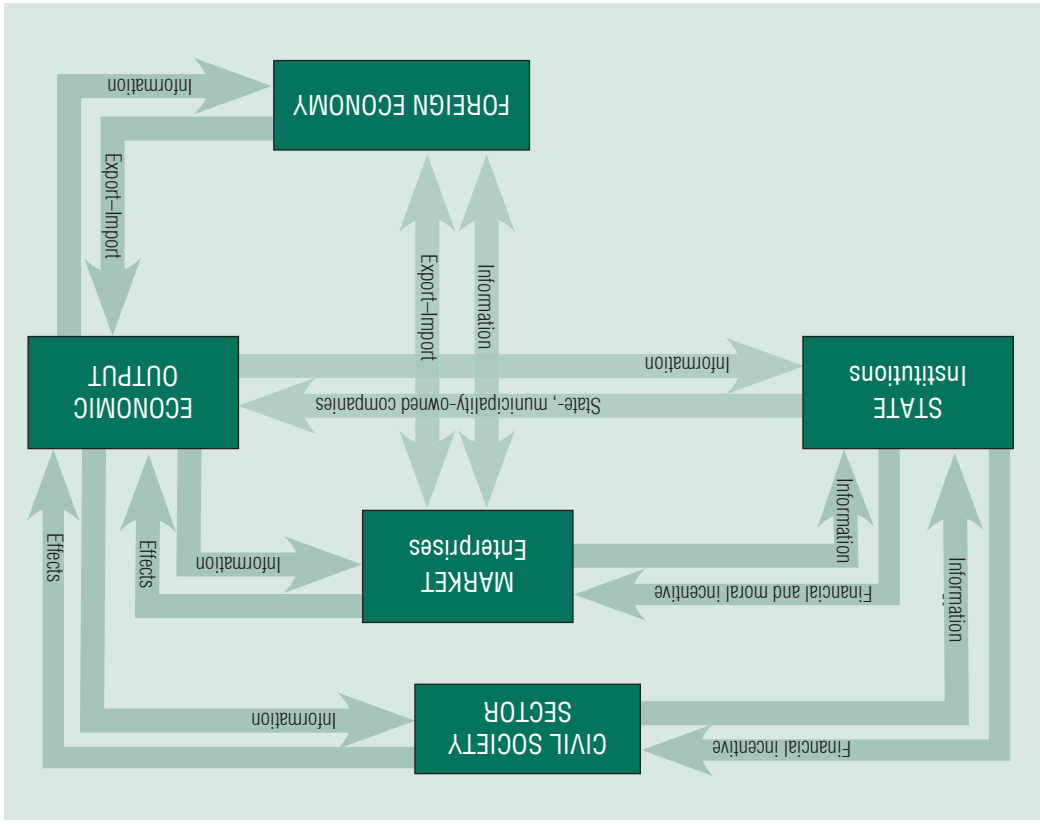 Financial incentive
CIVIL SOCIETY
SECTOR
Information
Information
Financial and moral incentive
MARKET
Enterprises
Information
Effects
Effects
Information
STATE
Institutions
State-, municipality-owned companies
ECONOMIC
OUTPUT
Information
Information
Export–Import
Export–Import
FOREIGN ECONOMY
Information